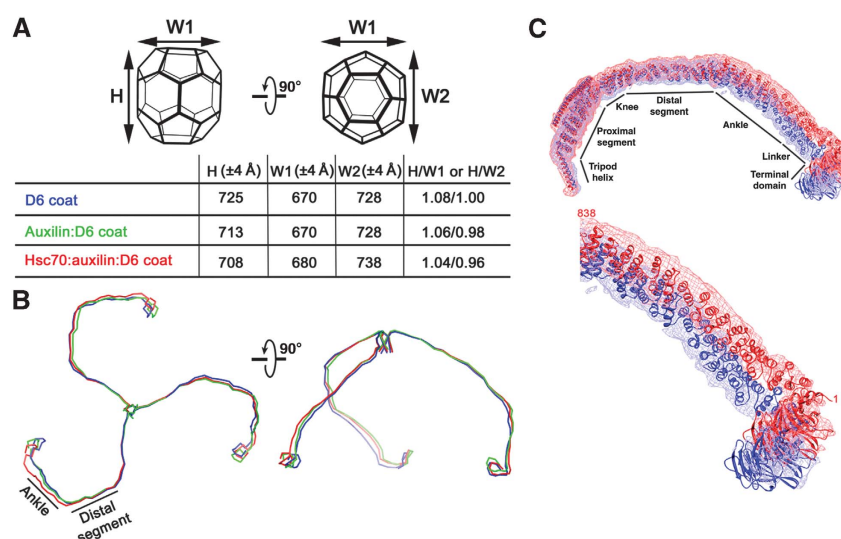 A
W1
W1
H
90°
W2
H (±4 Å) W1(±4 Å) W2(±4 Å) H/W1 or H/W2
D6 coat 725 670 728 1.08/1.00
Auxilin:D6 coat 713 670 728 1.06/0.98
Hsc70:auxilin:D6 coat 708 680 738 1.04/0.96
B
90°
Ankle
Distal
segment
C
Knee
Distal
segment
Ankle
Proximal
segment
Linker
Tripod
helix
Terminal
domain
838
1